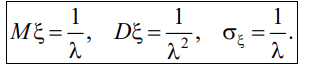 Mξ = 1/λ, Dξ = 1/λ², σ_ξ = 1/λ.